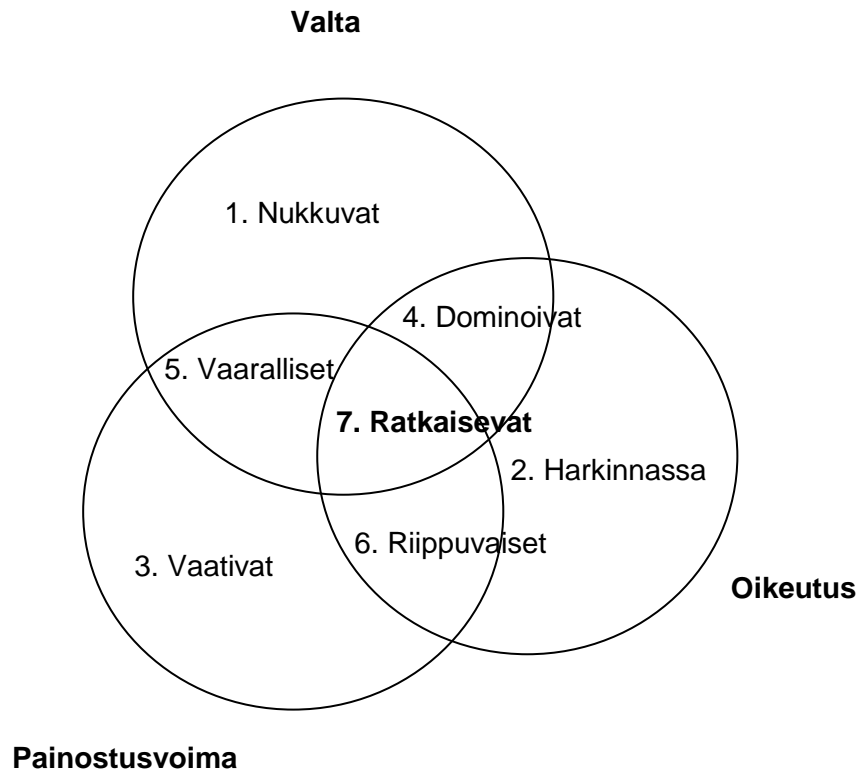 Valta
1. Nukkuvat
4. Dominoivat
5. Vaaralliset
7. Ratkaisevat
2. Harkinnassa
6. Riippuvaiset
3. Vaativat
Oikeutus
Painostusvoima